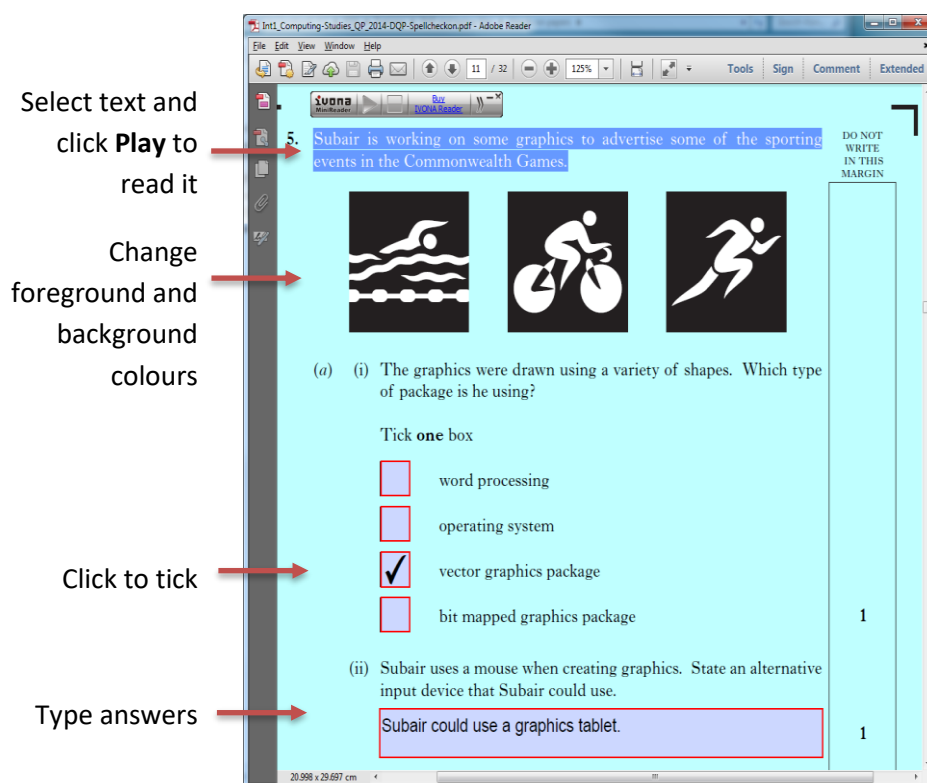 Int1_Computing-Studies_QP_2014-DQP-Spellcheckon.pdf - Adobe Reader
File Edit View Window Help
11 / 32 125% Tools Sign Comment Extended
IVONA MiniReader Buy IVONA Reader
Select text and
click Play to
read it
5. Subair is working on some graphics to advertise some of the sporting
events in the Commonwealth Games.
DO NOT
WRITE
IN THIS
MARGIN
Change
foreground and
background
colours
(a) (i) The graphics were drawn using a variety of shapes. Which type
of package is he using?
Tick one box
word processing
operating system
Click to tick
✓ vector graphics package
bit mapped graphics package 1
(ii) Subair uses a mouse when creating graphics. State an alternative
input device that Subair could use.
Type answers
Subair could use a graphics tablet. 1
20.998 x 29.697 cm